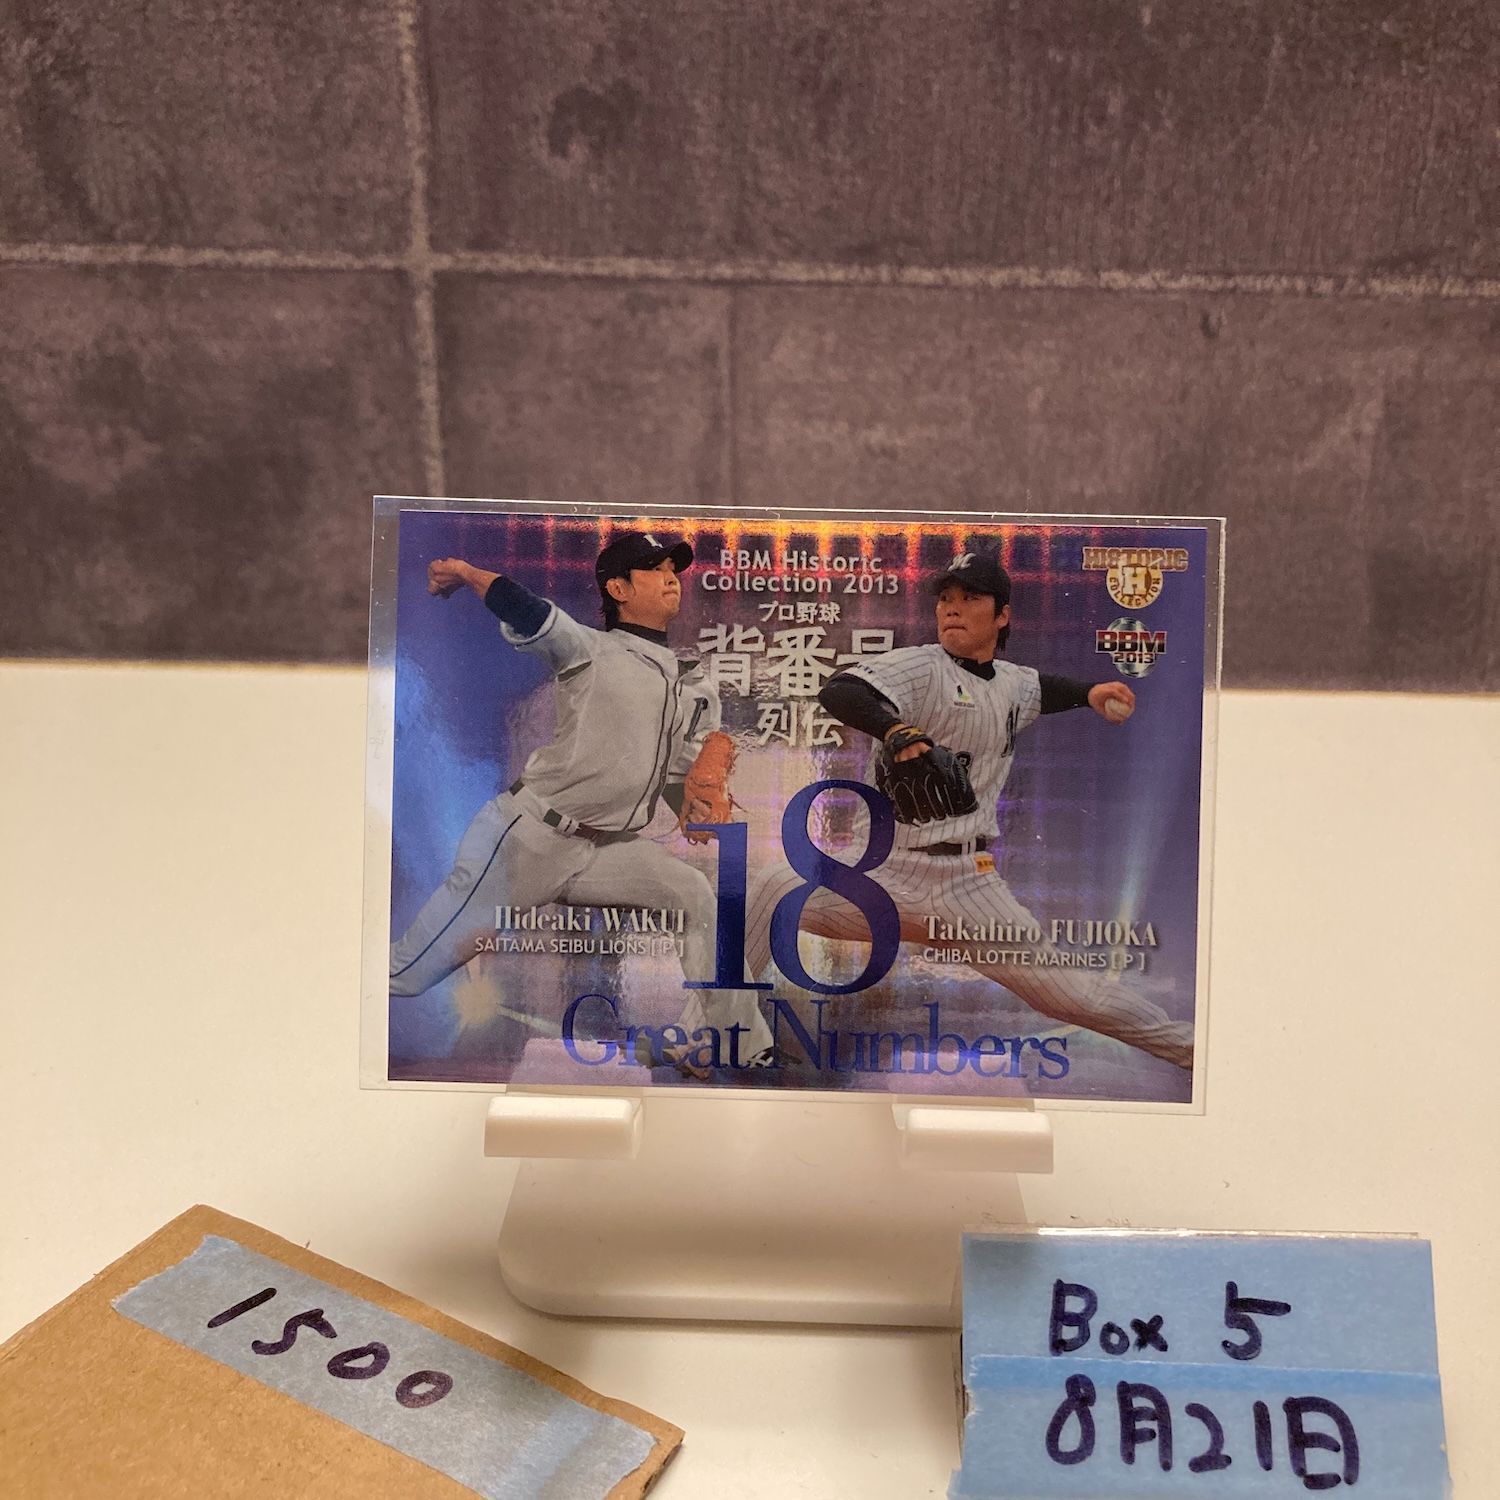 BBM Historic
Collection 2013
プロ野球
背番号
列伝
HISTORIC
H
COLLECTION
BBM
2013
18
Hideaki WAKUI
SAITAMA SEIBU LIONS [ P ]
Takahiro FUJIOKA
CHIBA LOTTE MARINES [ P ]
Great Numbers
1500
Box 5
8月21日